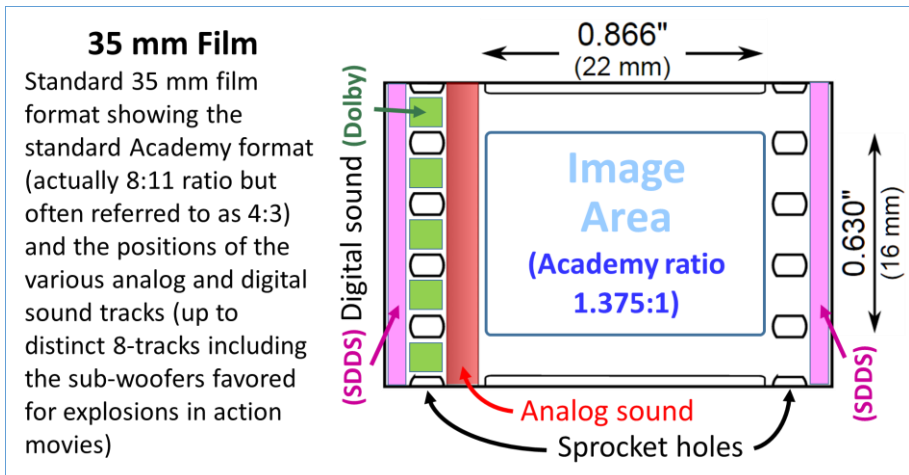 35 mm Film
Standard 35 mm film
format showing the
standard Academy format
(actually 8:11 ratio but
often referred to as 4:3)
and the positions of the
various analog and digital
sound tracks (up to
distinct 8-tracks including
the sub-woofers favored
for explosions in action
movies)
(SDDS) Digital sound (Dolby)
0.866"
(22 mm)
Image
Area
(Academy ratio
1.375:1)
0.630"
(16 mm)
(SDDS)
Analog sound
Sprocket holes